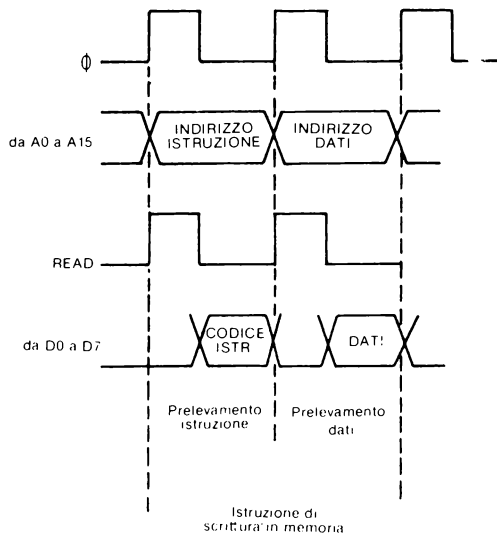 ϕ
da A0 a A15
INDIRIZZO
ISTRUZIONE
INDIRIZZO
DATI
READ
da D0 a D7
CODICE
ISTR
DATI
Prelevamento
istruzione
Prelevamento
dati
Istruzione di
scrittura in memoria